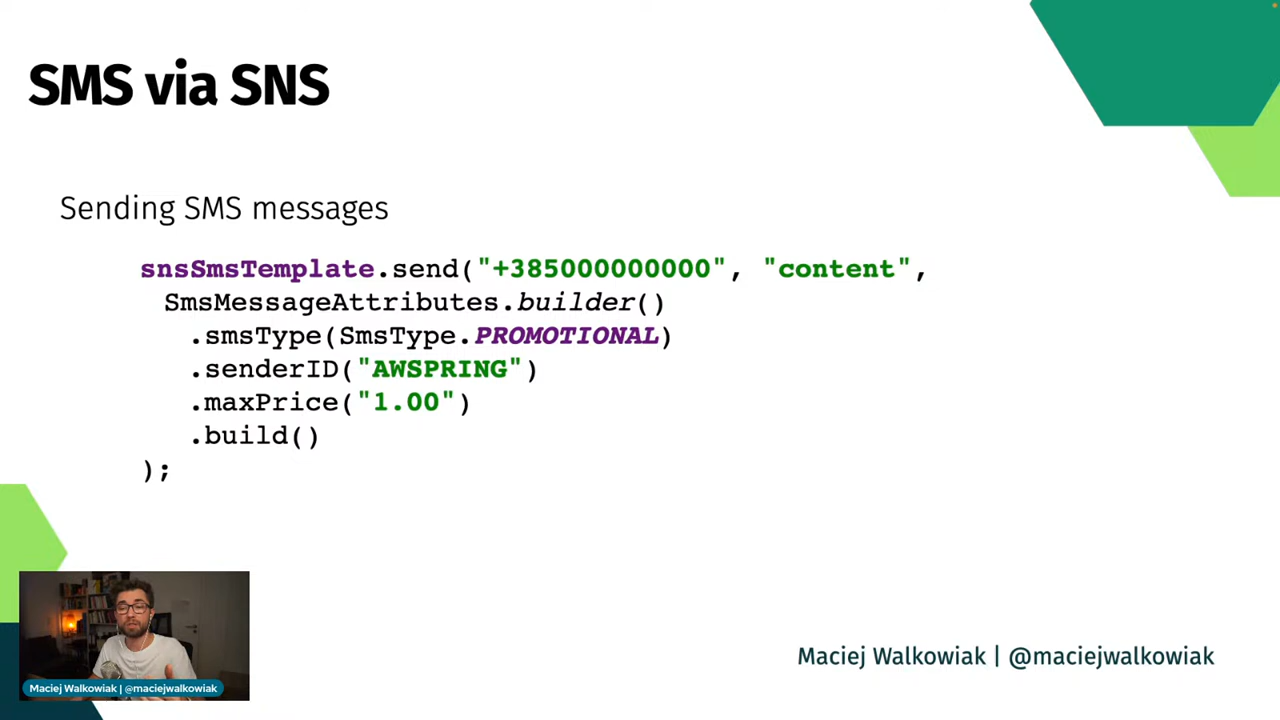 SMS via SNS
Sending SMS messages
snsSmsTemplate.send("+385000000000", "content",
SmsMessageAttributes.builder()
.smsType(SmsType.PROMOTIONAL)
.senderID("AWSPRING")
.maxPrice("1.00")
.build()
);
Maciej Walkowiak | @maciejwalkowiak
Maciej Walkowiak | @maciejwalkowiak